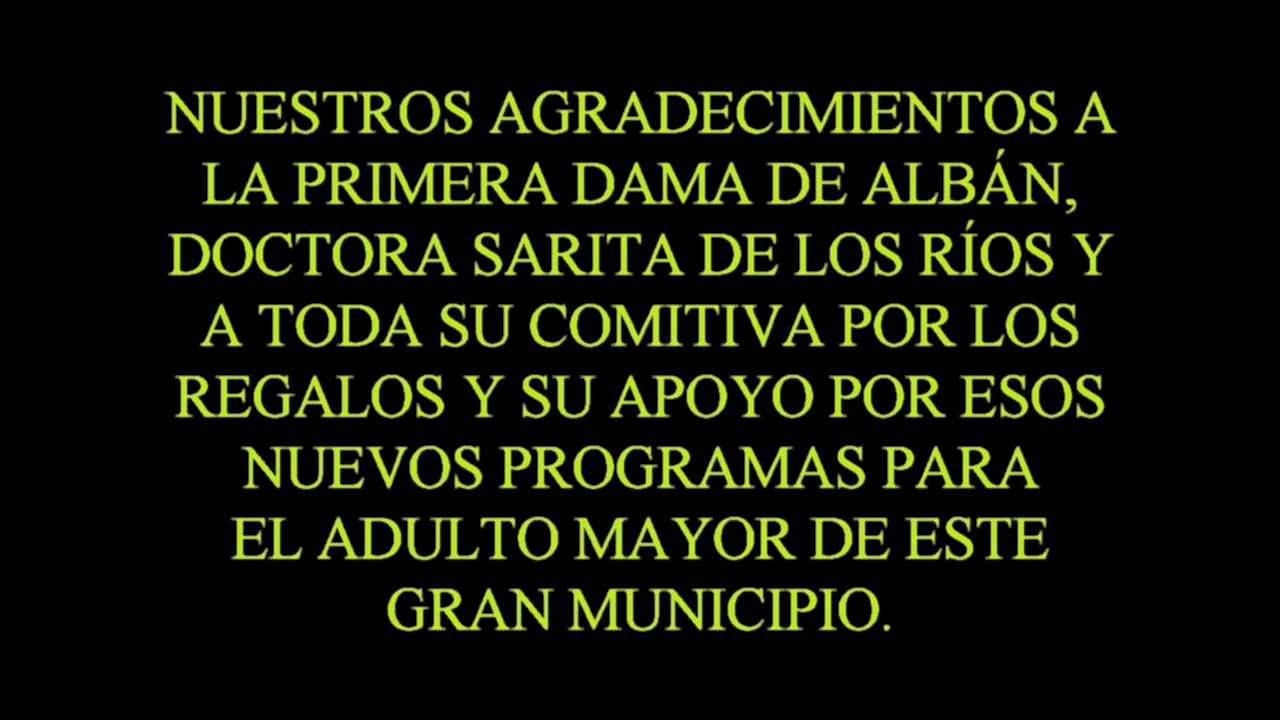 NUESTROS AGRADECIMIENTOS A
LA PRIMERA DAMA DE ALBÁN,
DOCTORA SARITA DE LOS RÍOS Y
A TODA SU COMITIVA POR LOS
REGALOS Y SU APOYO POR ESOS
NUEVOS PROGRAMAS PARA
EL ADULTO MAYOR DE ESTE
GRAN MUNICIPIO.